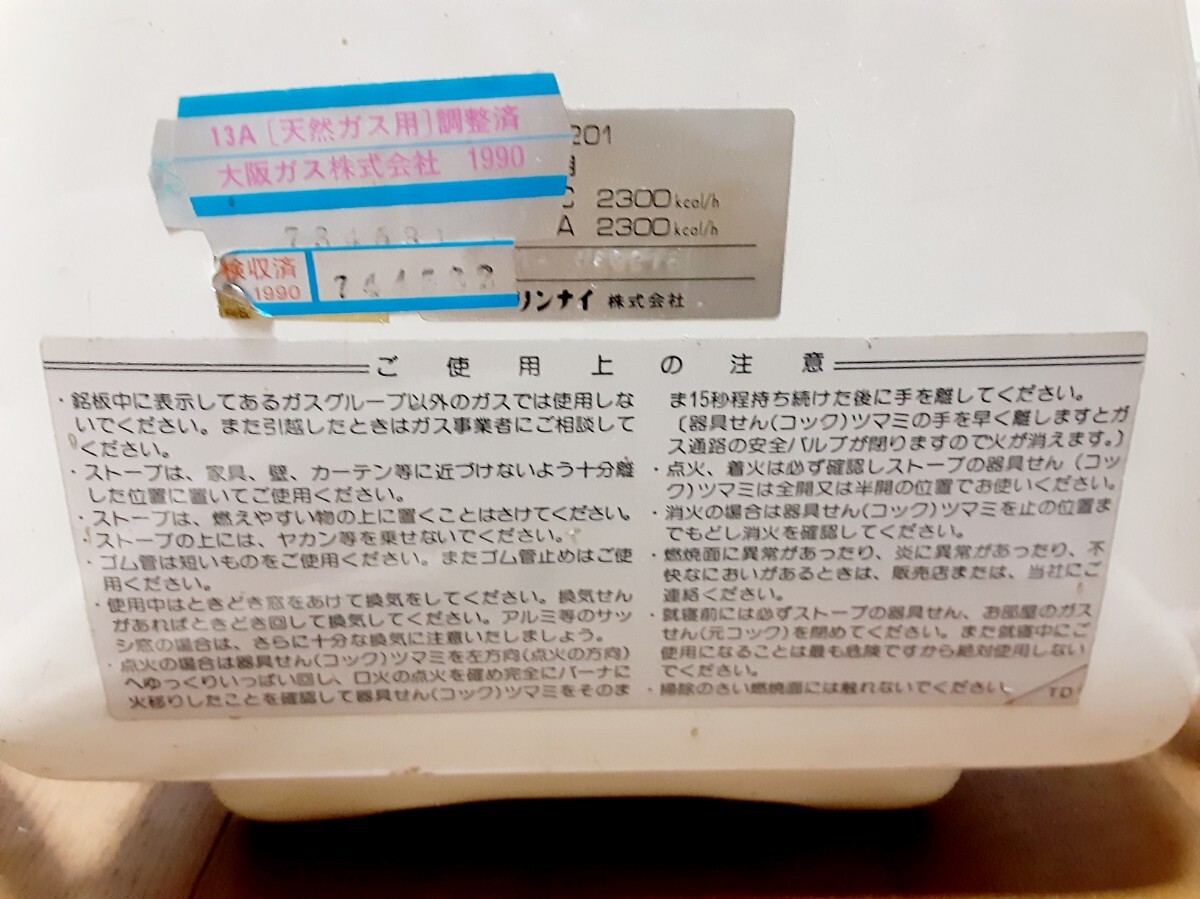 13A〔天然ガス用〕調整済
大阪ガス株式会社 1990
201
用
C 2300kcal/h
A 2300kcal/h
検収済
1990
リンナイ 株式会社
ご使用上の注意
・銘板中に表示してあるガスグループ以外のガスでは使用しな
いでください。また引越したときはガス事業者にご相談して
ください。
・ストーブは、家具、壁、カーテン等に近づけないよう十分離
した位置に置いてご使用ください。
・ストーブは、燃えやすい物の上に置くことはさけてください。
・ストーブの上には、ヤカン等を乗せないでください。
・ゴム管は短いものをご使用ください。またゴム管止めはご使
用ください。
・使用中はときどき窓をあけて換気をしてください。換気せん
があればときどき回して換気してください。アルミ等のサッ
シ窓の場合は、さらに十分な換気に注意いたしましょう。
・点火の場合は器具せん(コック)ツマミを左方向(点火の方向)
へゆっくりいっぱい回し、口火の点火を確め完全にバーナに
火移りしたことを確認して器具せん(コック)ツマミをそのま
ま15秒程持ち続けた後に手を離してください。
〔器具せん(コック)ツマミの手を早く離しますとガ
ス通路の安全バルブが閉りますので火が消えます。〕
・点火、着火は必ず確認しストーブの器具せん(コッ
ク)ツマミは全開又は半開の位置でお使いください。
・消火の場合は器具せん(コック)ツマミを止の位置ま
でもどし消火を確認してください。
・燃焼面に異常があったり、炎に異常があったり、不
快なにおいがあるときは、販売店または、当社にご
連絡ください。
・就寝前には必ずストーブの器具せん、お部屋のガス
せん(元コック)を閉めてください。また就寝中にご
使用になることは最も危険ですから絶対使用しない
でください。
・掃除のさい燃焼面には触れないでください
TD